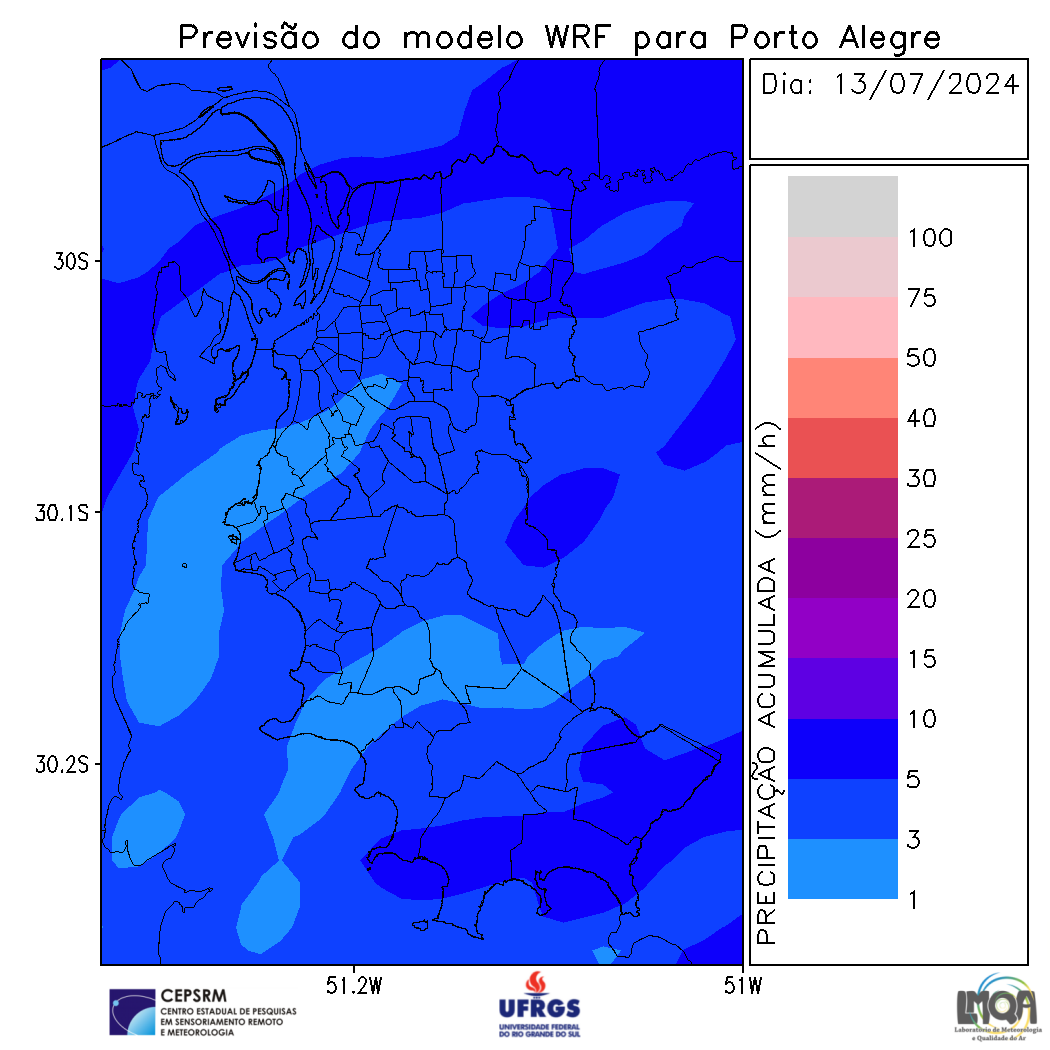 Previsão do modelo WRF para Porto Alegre
Dia: 13/07/2024
30S
30.1S
30.2S
51.2W
51W
PRECIPITAÇÃO ACUMULADA (mm/h)
100
75
50
40
30
25
20
15
10
5
3
1
CEPSRM
CENTRO ESTADUAL DE PESQUISAS
EM SENSORIAMENTO REMOTO
E METEOROLOGIA
UFRGS
UNIVERSIDADE FEDERAL
DO RIO GRANDE DO SUL
LMQA
Laboratório de Meteorologia
e Qualidade do Ar